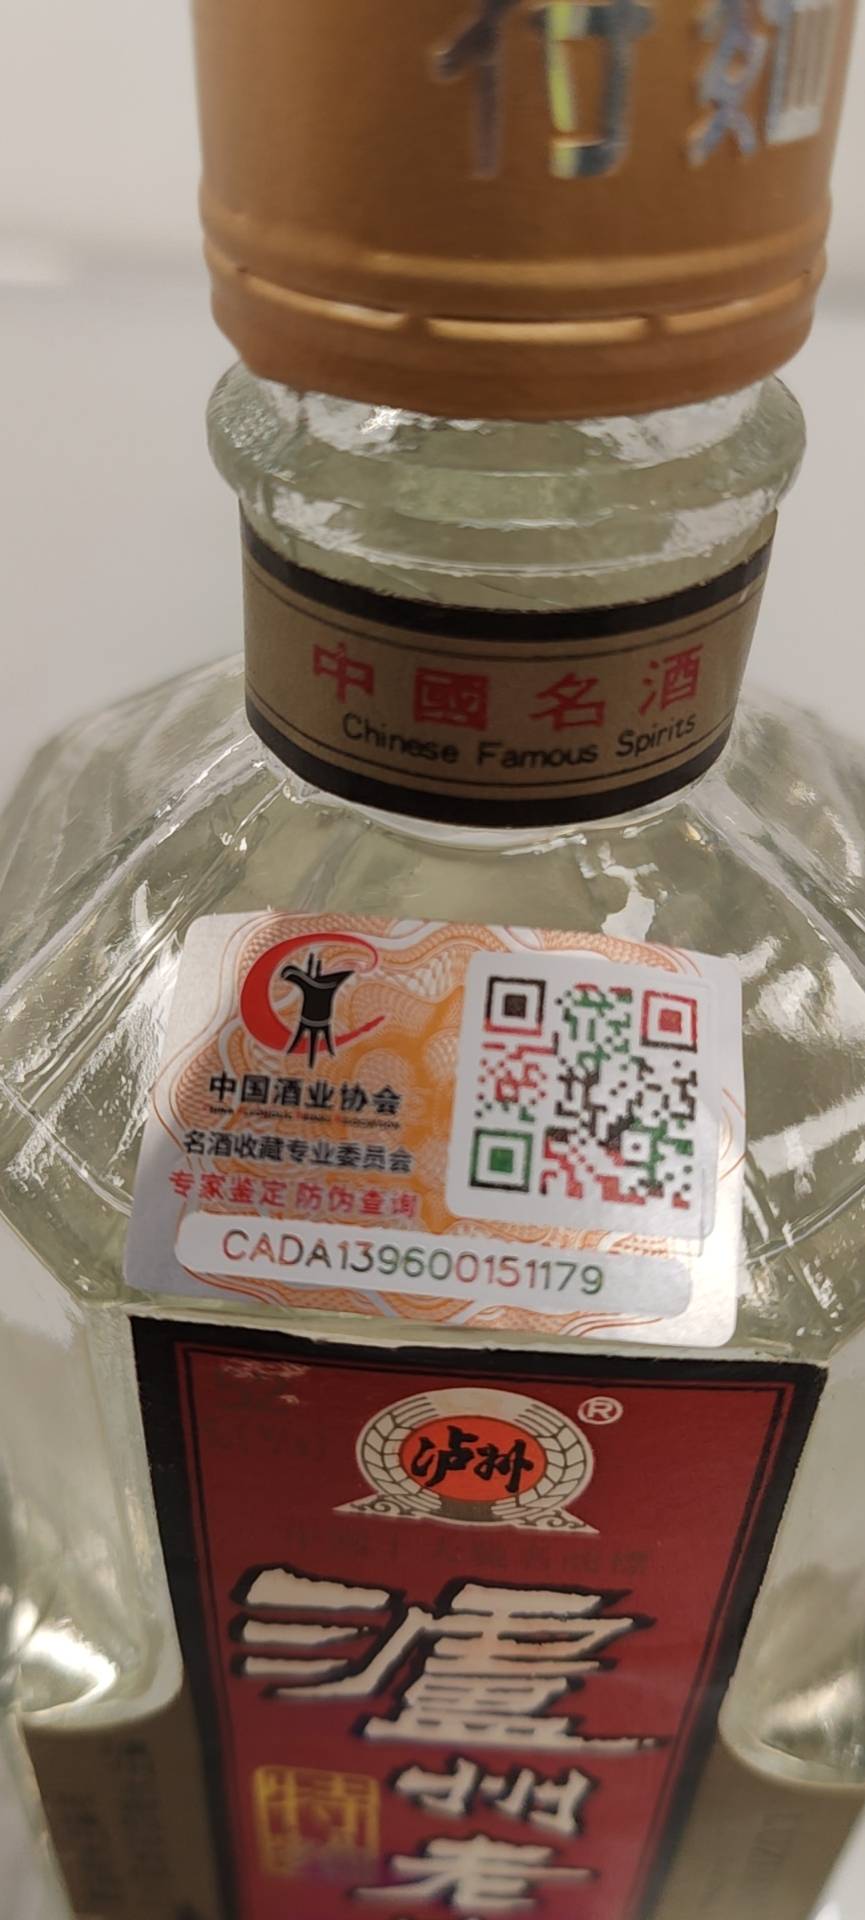 中國名酒
Chinese Famous Spirits
中国酒业协会
名酒收藏专业委员会
专家鉴定 防伪查询
CADA139600151179
泸州
®
瀘
州
老
特